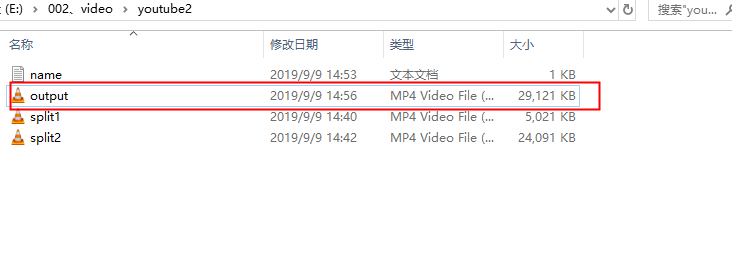 (E:) > 002、video > youtube2 搜索"you...
名称 修改日期 类型 大小
name 2019/9/9 14:53 文本文档 1 KB
output 2019/9/9 14:56 MP4 Video File (... 29,121 KB
split1 2019/9/9 14:40 MP4 Video File (... 5,021 KB
split2 2019/9/9 14:42 MP4 Video File (... 24,091 KB